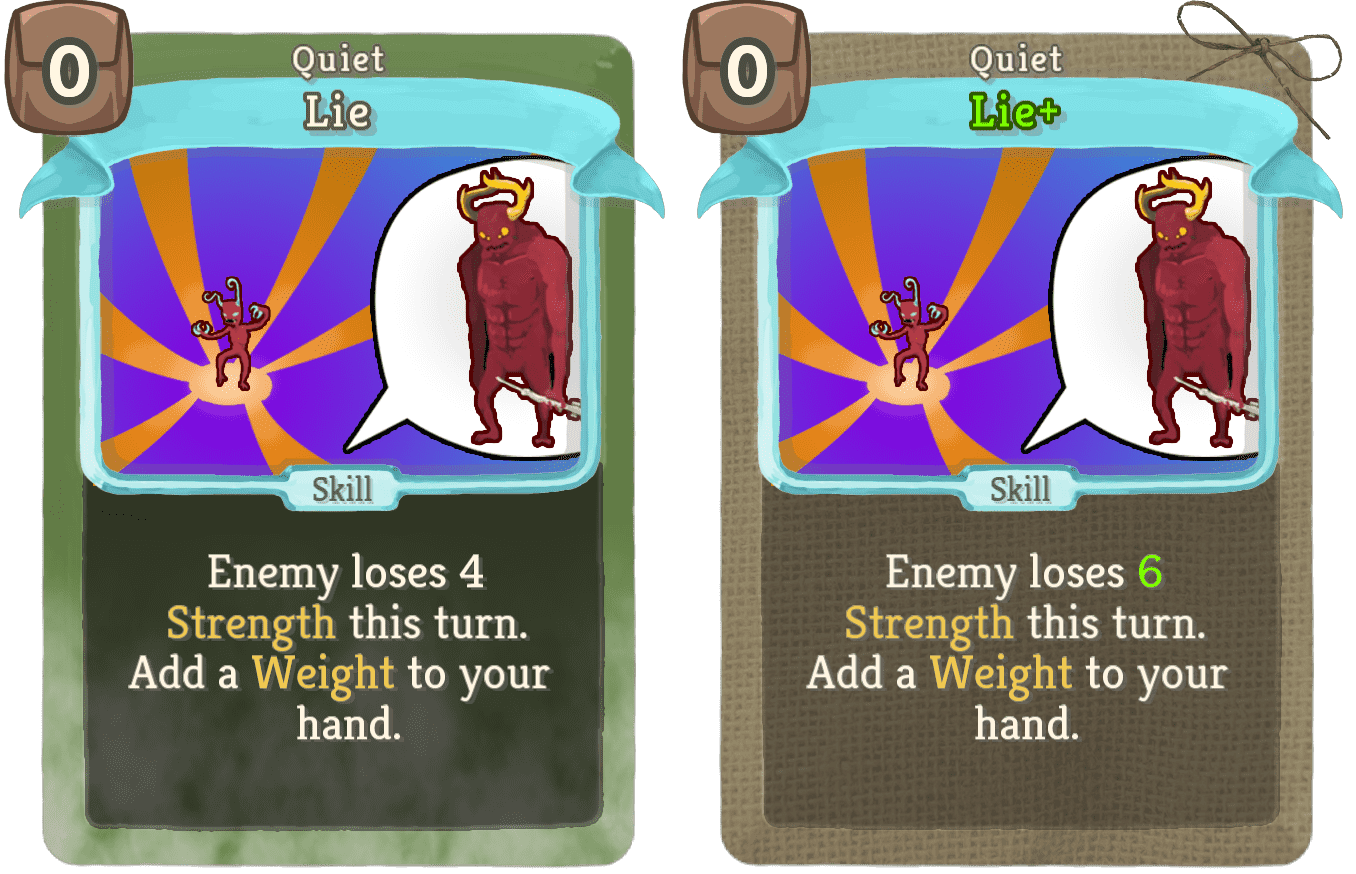 0
Quiet
Lie
Skill
Enemy loses 4
Strength this turn.
Add a Weight to your
hand.
0
Quiet
Lie+
Skill
Enemy loses 6
Strength this turn.
Add a Weight to your
hand.